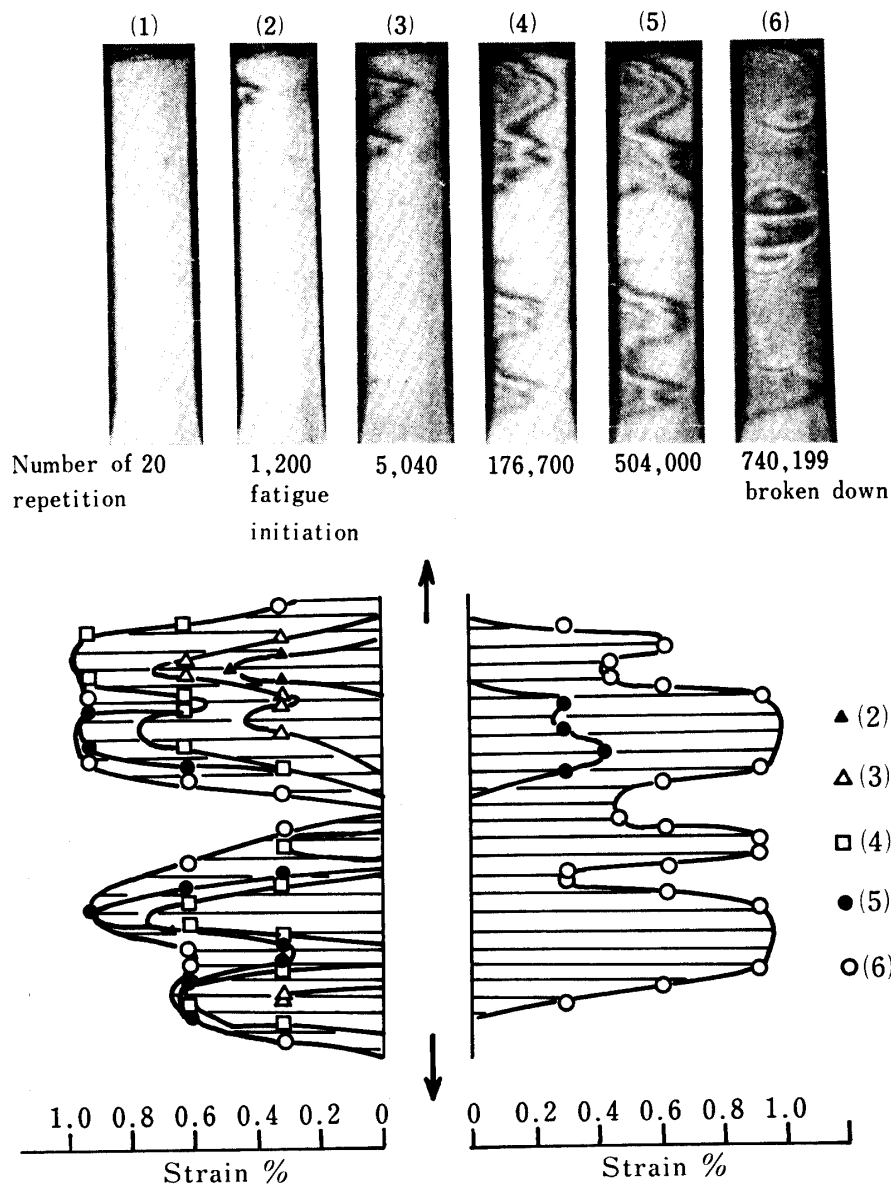 (1) (2) (3) (4) (5) (6)
Number of 20 1,200 5,040 176,700 504,000 740,199
repetition fatigue broken down
initiation
▲ (2)
△ (3)
□ (4)
● (5)
○ (6)
1.0 0.8 0.6 0.4 0.2 0 0 0.2 0.4 0.6 0.8 1.0
Strain % Strain %